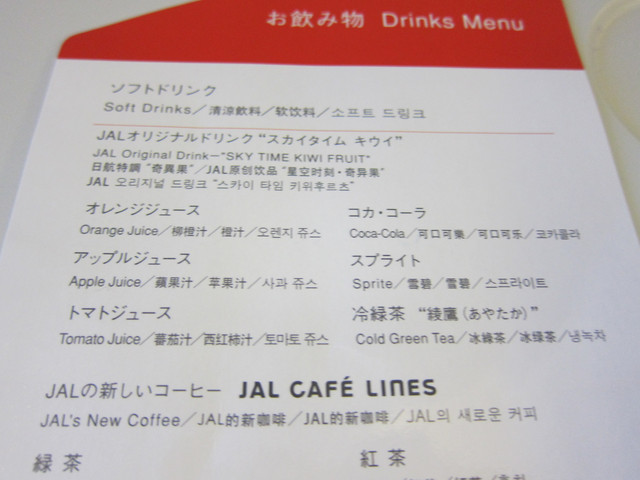 お飲み物 Drinks Menu
ソフトドリンク
Soft Drinks／清涼飲料／软饮料／소프트 드링크
JALオリジナルドリンク“スカイタイム キウイ”
JAL Original Drink－“SKY TIME KIWI FRUIT”
日航特調 “奇異果”／JAL原创饮品 “星空时刻・奇异果”
JAL 오리지널 드링크 “스카이 타임 키위후르츠”
オレンジジュース
Orange Juice／柳橙汁／橙汁／오렌지 쥬스
コカ・コーラ
Coca-Cola／可口可樂／可口可乐／코카콜라
アップルジュース
Apple Juice／蘋果汁／苹果汁／사과 쥬스
スプライト
Sprite／雪碧／雪碧／스프라이트
トマトジュース
Tomato Juice／蕃茄汁／西红柿汁／토마토 쥬스
冷緑茶 “綾鷹（あやたか）”
Cold Green Tea／冰綠茶／冰绿茶／냉녹차
JALの新しいコーヒー JAL CAFÉ LINES
JAL's New Coffee／JAL的新咖啡／JAL的新咖啡／JAL의 새로운 커피
緑茶
紅茶